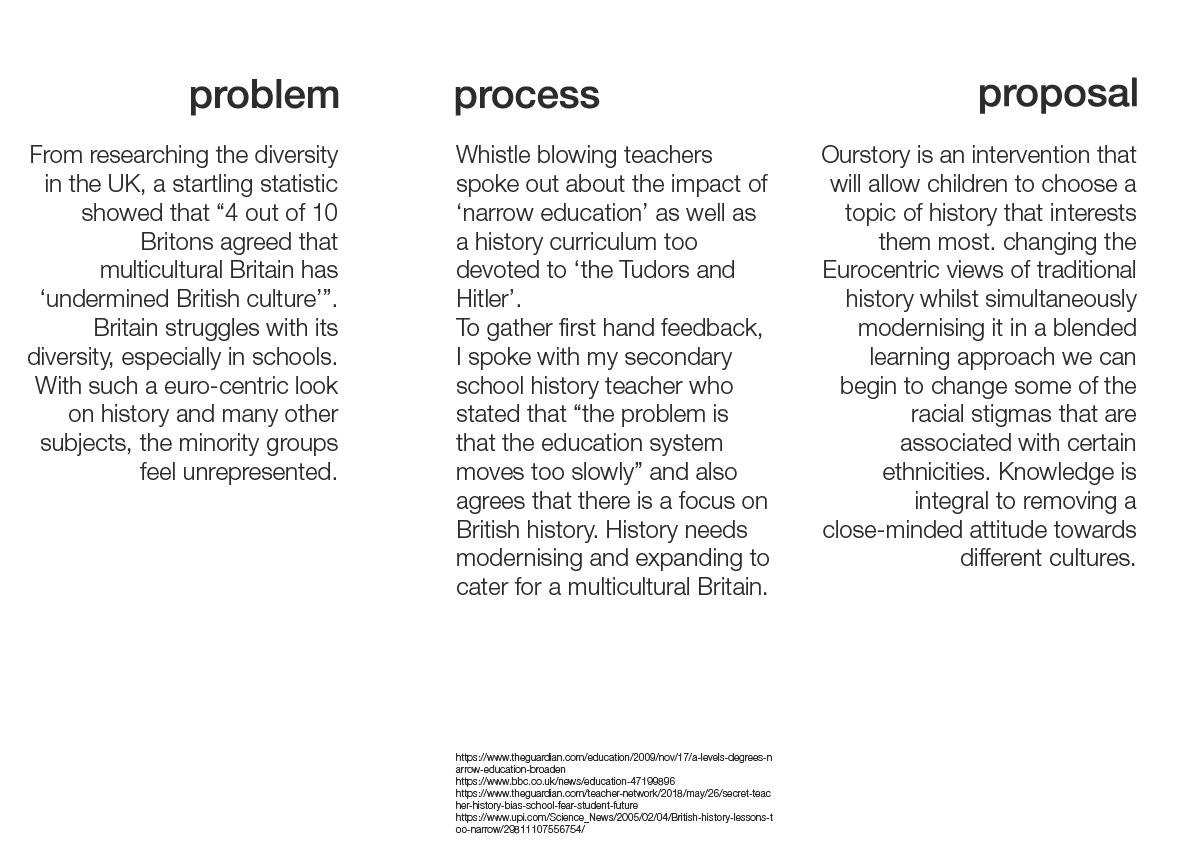 problem
From researching the diversity
in the UK, a startling statistic
showed that “4 out of 10
Britons agreed that
multicultural Britain has
‘undermined British culture’”.
Britain struggles with its
diversity, especially in schools.
With such a euro-centric look
on history and many other
subjects, the minority groups
feel unrepresented.
process
Whistle blowing teachers
spoke out about the impact of
‘narrow education’ as well as
a history curriculum too
devoted to ‘the Tudors and
Hitler’.
To gather first hand feedback,
I spoke with my secondary
school history teacher who
stated that “the problem is
that the education system
moves too slowly” and also
agrees that there is a focus on
British history. History needs
modernising and expanding to
cater for a multicultural Britain.
proposal
Ourstory is an intervention that
will allow children to choose a
topic of history that interests
them most. changing the
Eurocentric views of traditional
history whilst simultaneously
modernising it in a blended
learning approach we can
begin to change some of the
racial stigmas that are
associated with certain
ethnicities. Knowledge is
integral to removing a
close-minded attitude towards
different cultures.
https://www.theguardian.com/education/2009/nov/17/a-levels-degrees-n
arrow-education-broaden
https://www.bbc.co.uk/news/education-47199896
https://www.theguardian.com/teacher-network/2018/may/26/secret-teac
her-history-bias-school-fear-student-future
https://www.upi.com/Science_News/2005/02/04/British-history-lessons-t
oo-narrow/29811107556754/